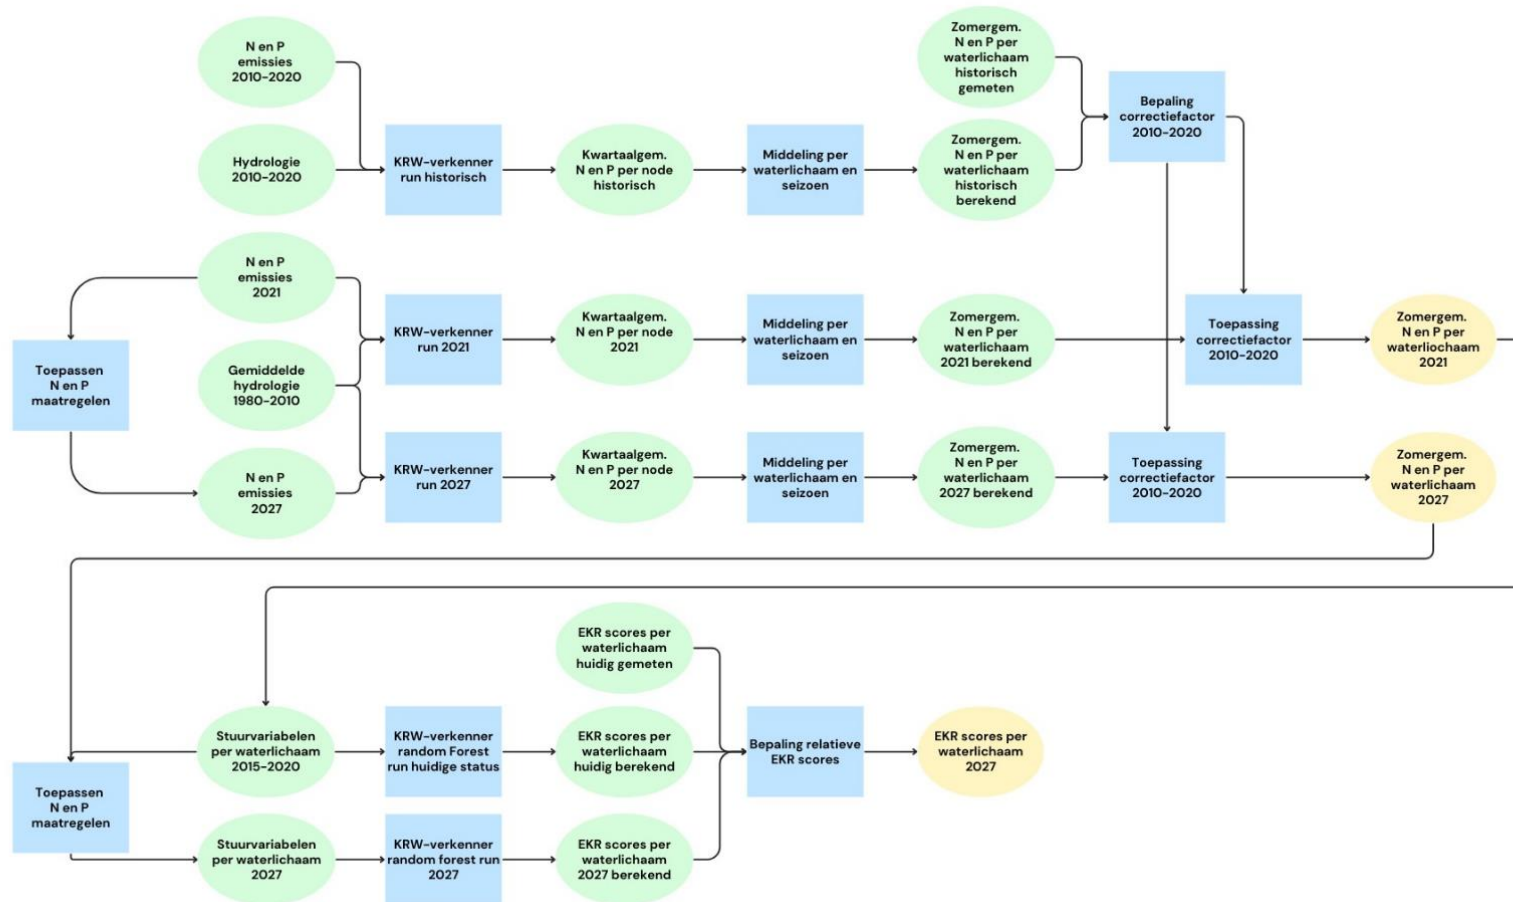 N en P
emissies
2010-2020
Zomergem.
N en P per
waterlichaam
historisch
gemeten
Bepaling
correctiefactor
2010-2020
Hydrologie
2010-2020
KRW-verkenner
run historisch
Kwartaalgem.
N en P per node
historisch
Middeling per
waterlichaam en
seizoen
Zomergem.
N en P per
waterlichaam
historisch
berekend
N en P
emissies
2021
KRW-verkenner
run 2021
Kwartaalgem.
N en P per node
2021
Middeling per
waterlichaam en
seizoen
Zomergem.
N en P per
waterlichaam
2021 berekend
Toepassing
correctiefactor
2010-2020
Zomergem.
N en P per
waterliochaam
2021
Toepassen
N en P
maatregelen
Gemiddelde
hydrologie
1980-2010
N en P
emissies
2027
KRW-verkenner
run 2027
Kwartaalgem.
N en P per node
2027
Middeling per
waterlichaam en
seizoen
Zomergem.
N en P per
waterlichaam
2027 berekend
Toepassing
correctiefactor
2010-2020
Zomergem.
N en P per
waterlichaam
2027
EKR scores per
waterlichaam
huidig gemeten
Stuurvariabelen
per waterlichaam
2015-2020
KRW-verkenner
random Forest
run huidige status
EKR scores per
waterlichaam
huidig berekend
Bepaling relatieve
EKR scores
EKR scores per
waterlichaam
2027
Toepassen
N en P
maatregelen
Stuurvariabelen
per waterlichaam
2027
KRW-verkenner
random forest run
2027
EKR scores per
waterlichaam
2027 berekend